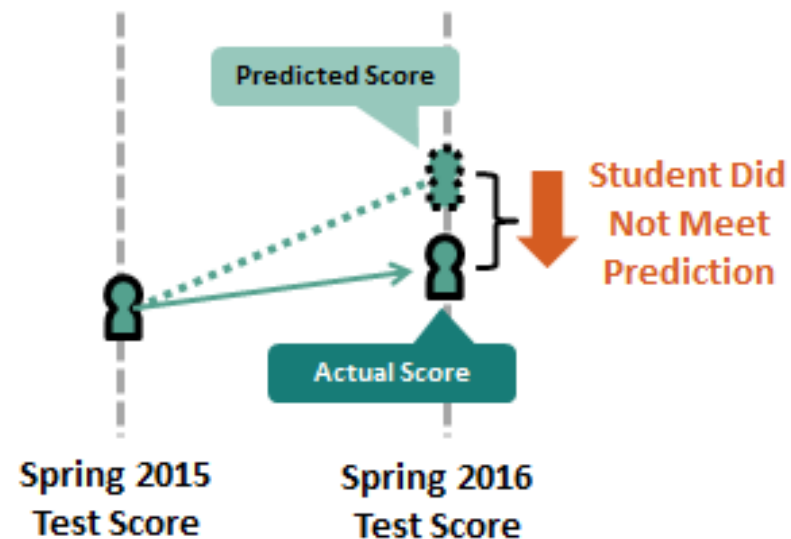 Predicted Score
Student Did
Not Meet
Prediction
Actual Score
Spring 2015
Test Score
Spring 2016
Test Score